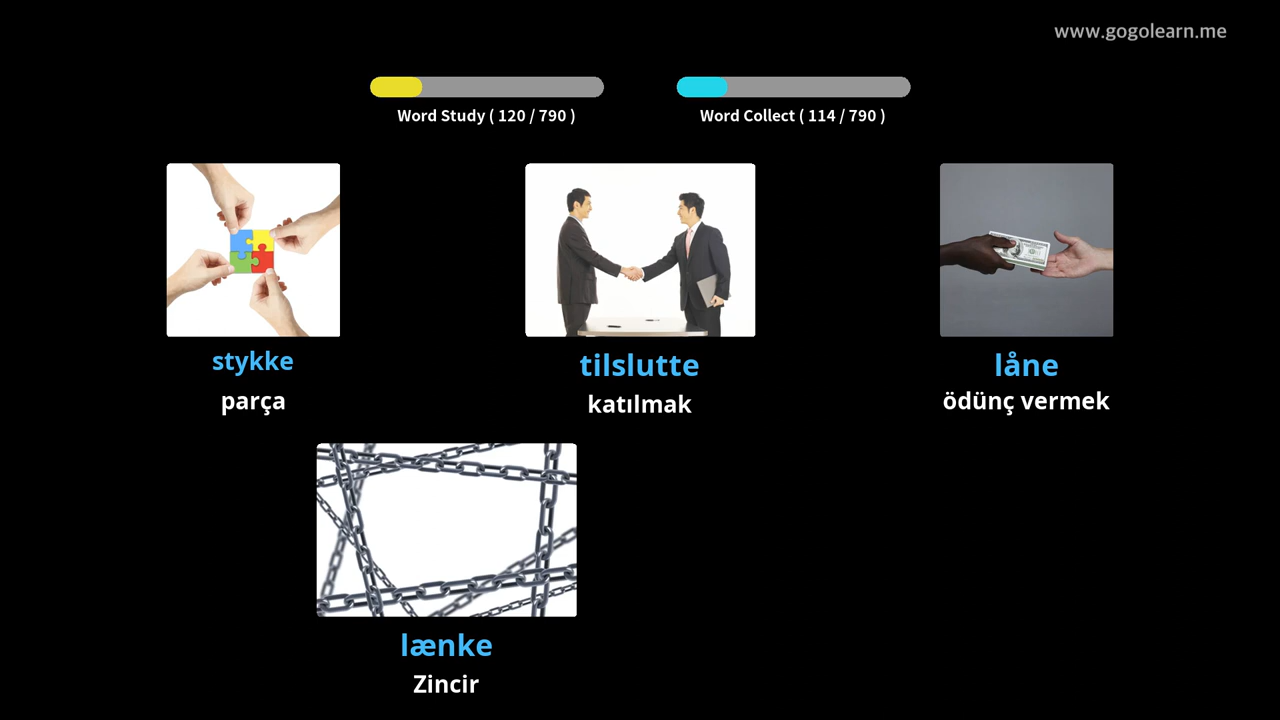 www.gogolearn.me
Word Study ( 120 / 790 )
Word Collect ( 114 / 790 )
stykke
parça
tilslutte
katılmak
låne
ödünç vermek
lænke
Zincir